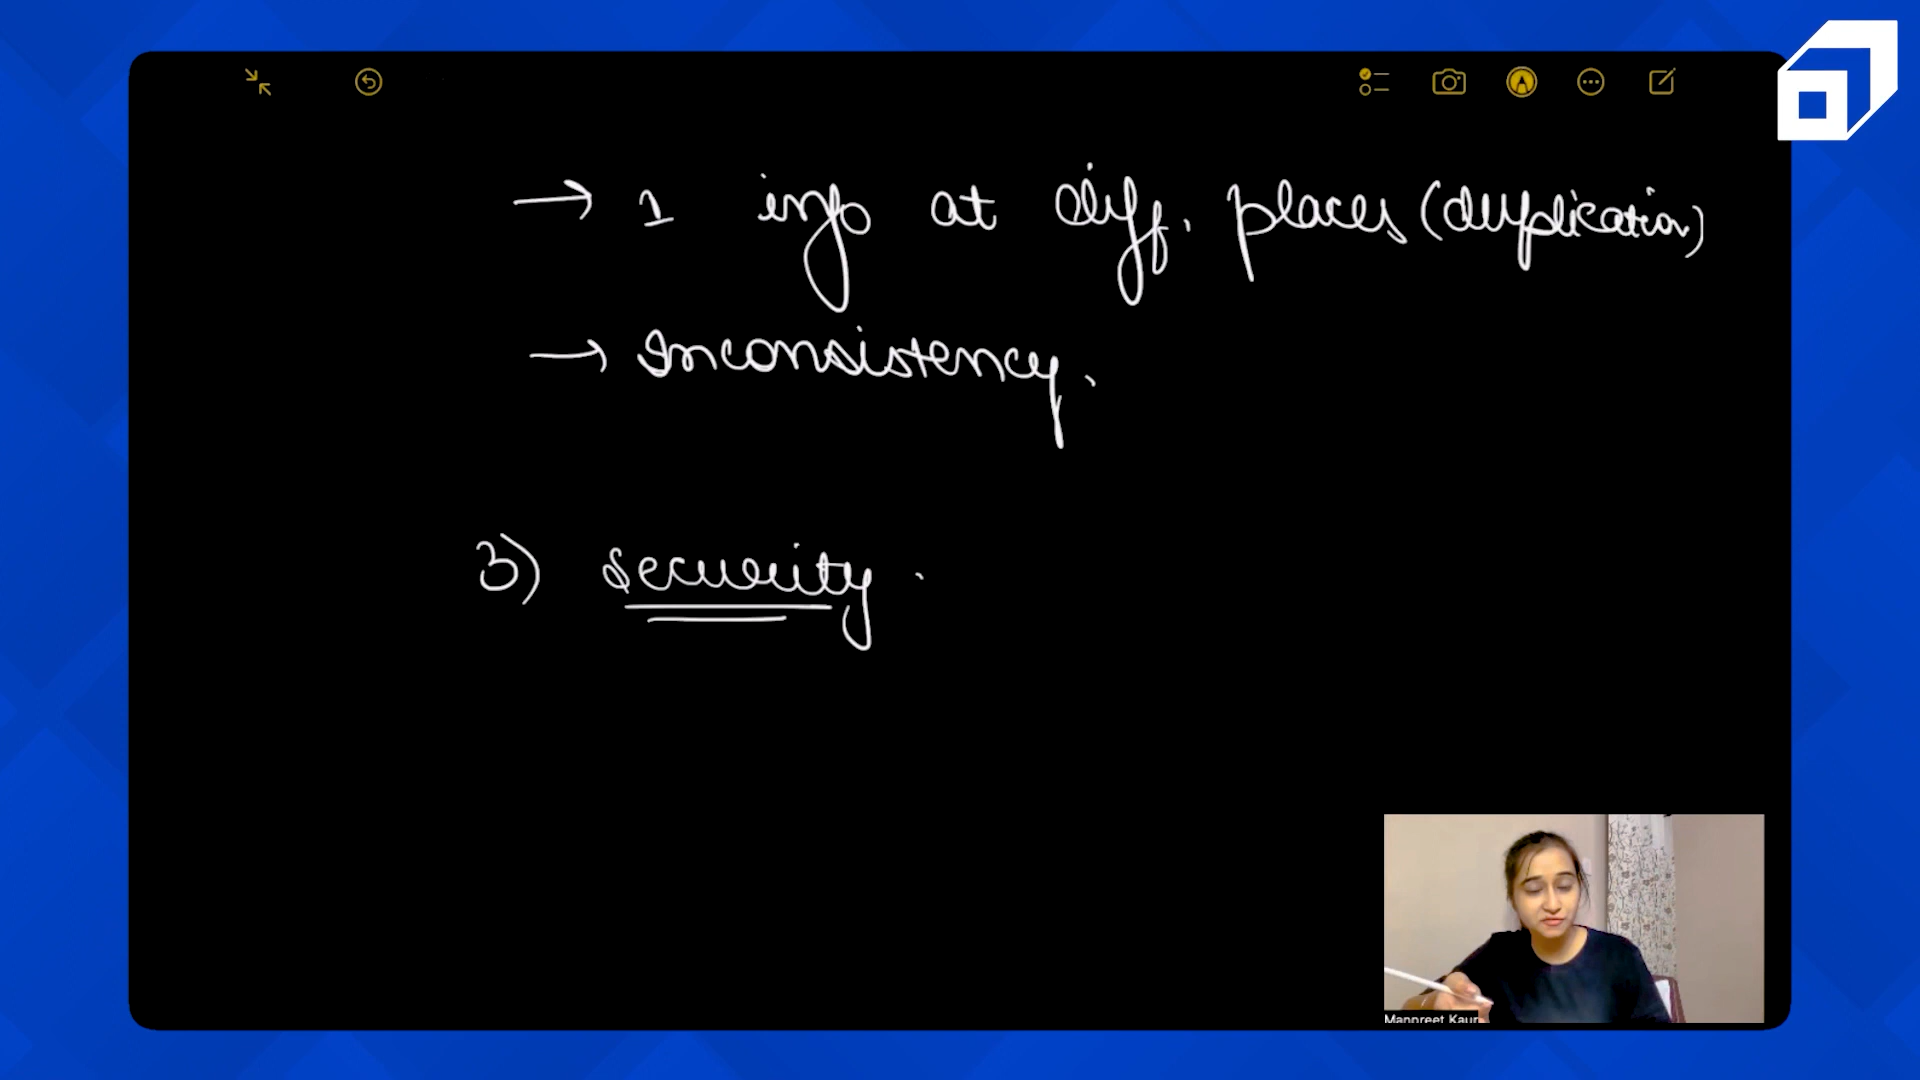 → 1 info at diff. places (duplication)
→ Inconsistency.
3) Security.
Manpreet Kaur